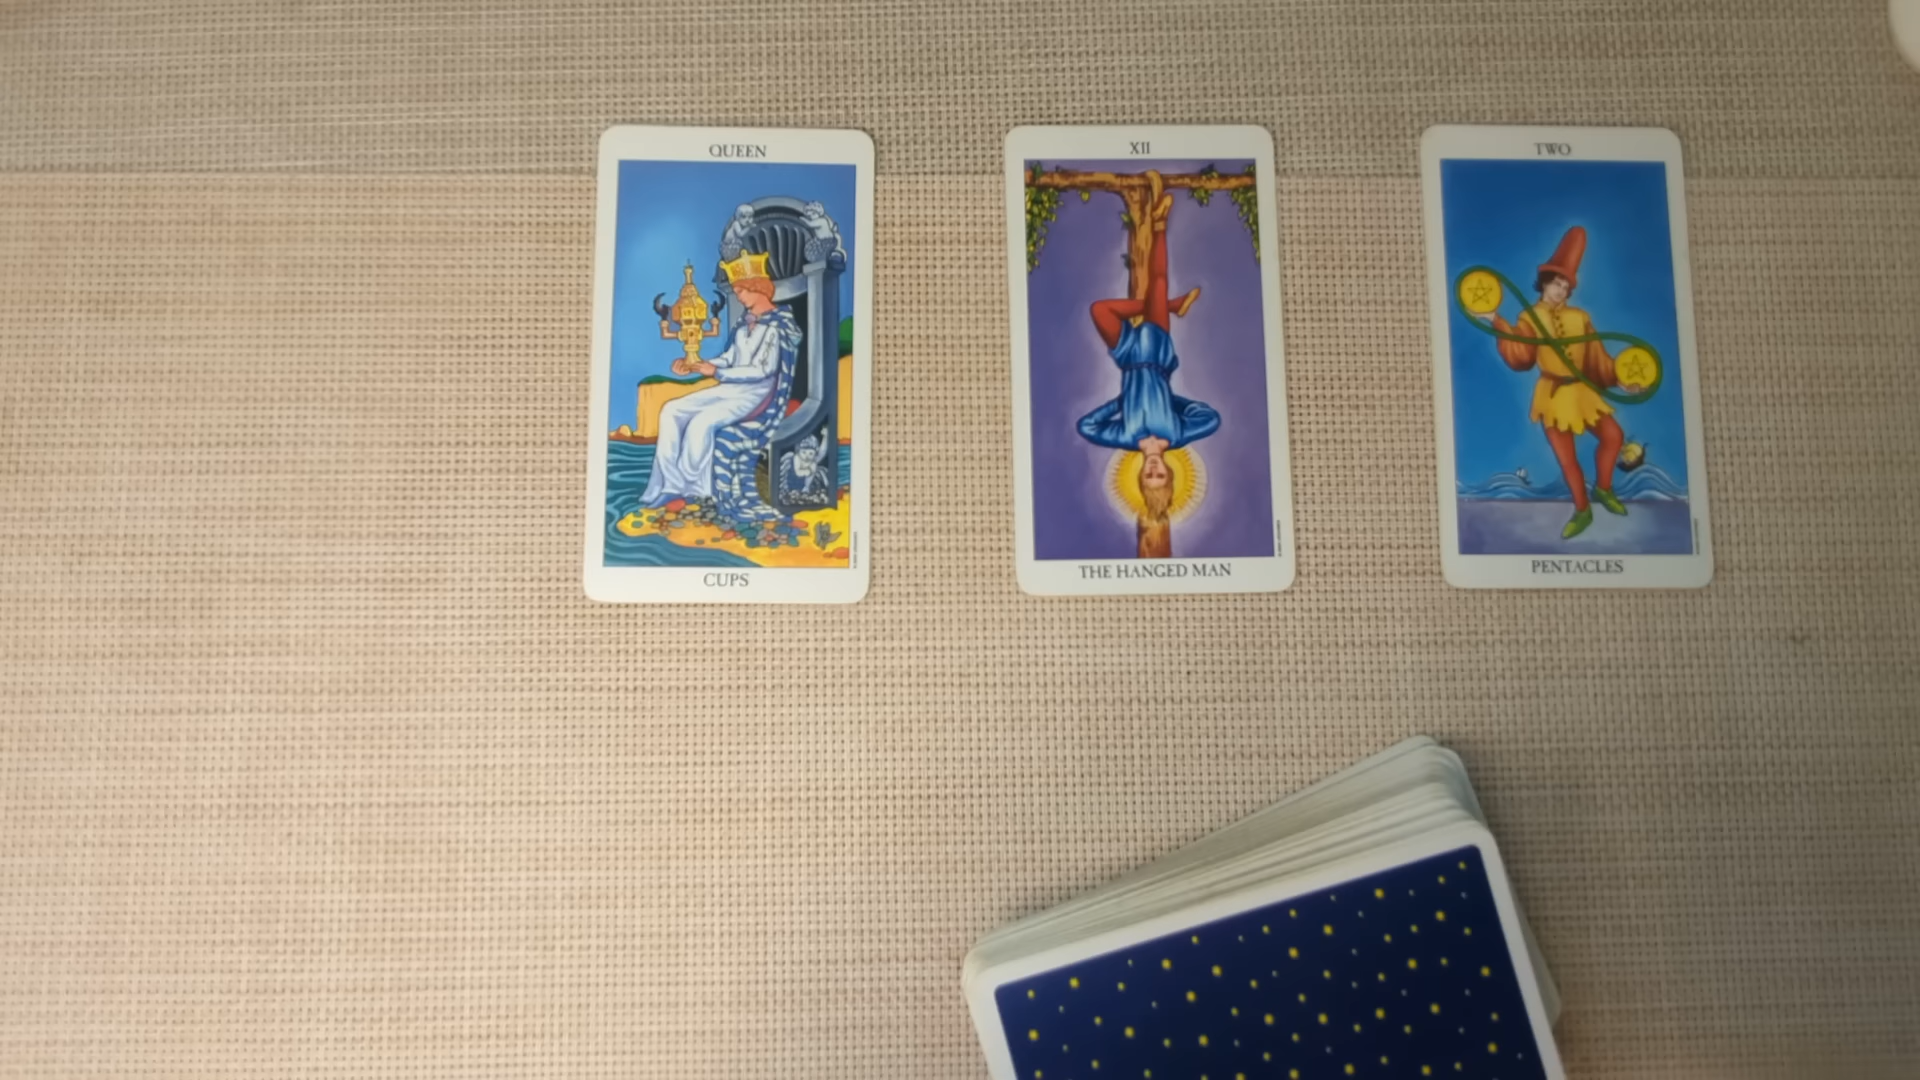 QUEEN
CUPS
XII
THE HANGED MAN
TWO
PENTACLES